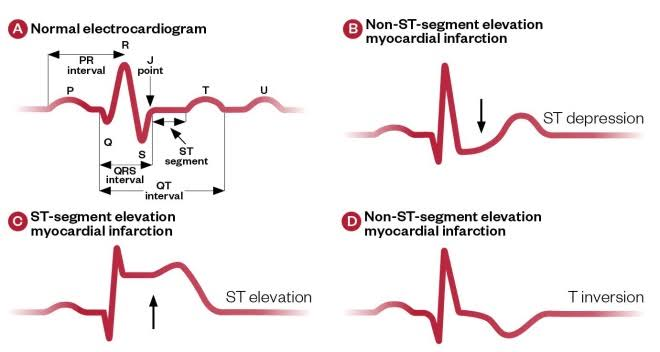 A Normal electrocardiogram
R
PR
interval
J
point
P
T
U
Q
S
ST
segment
QRS
interval
QT
interval
B Non-ST-segment elevation
myocardial infarction
ST depression
C ST-segment elevation
myocardial infarction
ST elevation
D Non-ST-segment elevation
myocardial infarction
T inversion